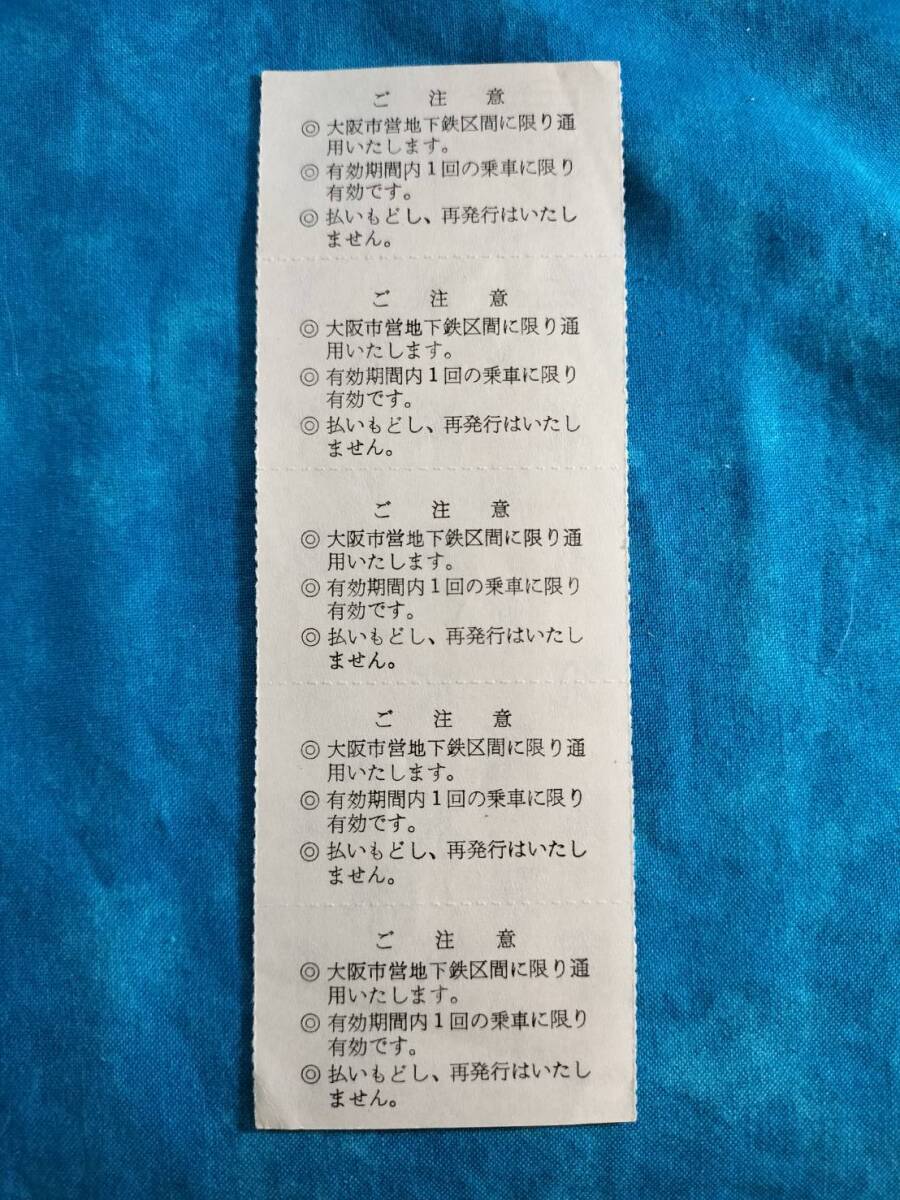 ご 注 意
◎ 大阪市営地下鉄区間に限り通
用いたします。
◎ 有効期間内1回の乗車に限り
有効です。
◎ 払いもどし、再発行はいたし
ません。
ご 注 意
◎ 大阪市営地下鉄区間に限り通
用いたします。
◎ 有効期間内1回の乗車に限り
有効です。
◎ 払いもどし、再発行はいたし
ません。
ご 注 意
◎ 大阪市営地下鉄区間に限り通
用いたします。
◎ 有効期間内1回の乗車に限り
有効です。
◎ 払いもどし、再発行はいたし
ません。
ご 注 意
◎ 大阪市営地下鉄区間に限り通
用いたします。
◎ 有効期間内1回の乗車に限り
有効です。
◎ 払いもどし、再発行はいたし
ません。
ご 注 意
◎ 大阪市営地下鉄区間に限り通
用いたします。
◎ 有効期間内1回の乗車に限り
有効です。
◎ 払いもどし、再発行はいたし
ません。